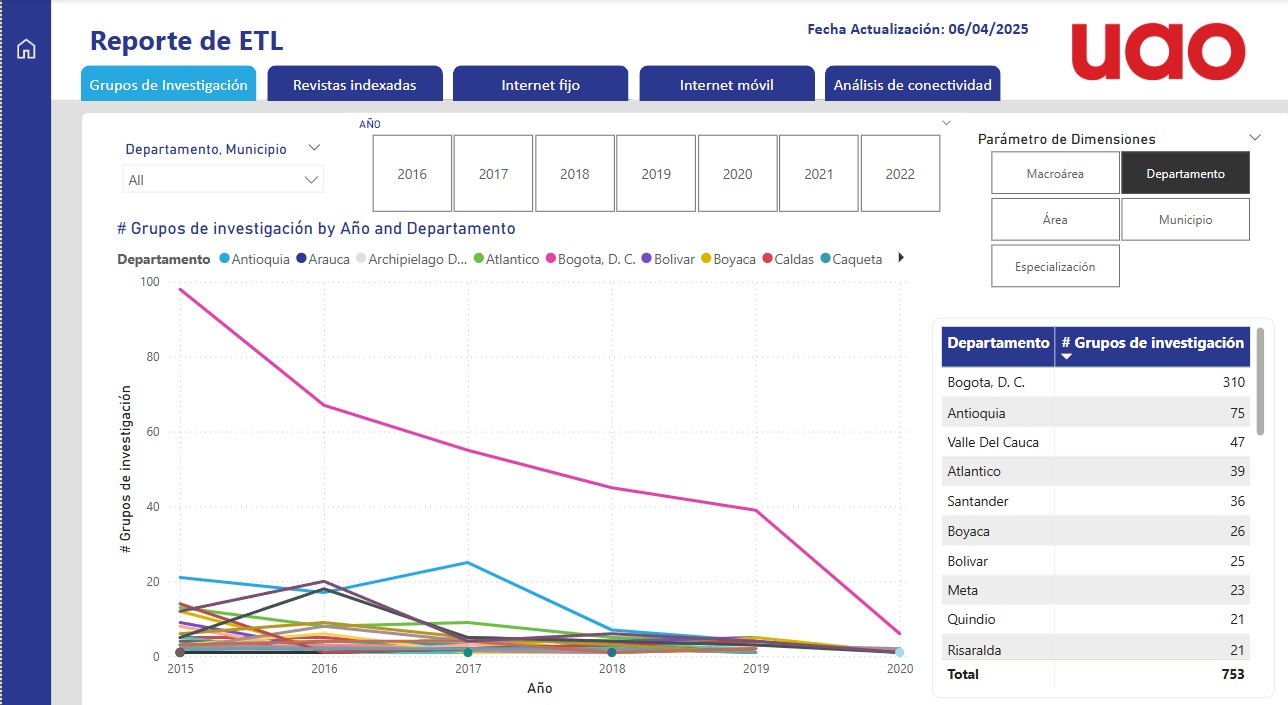 Reporte de ETL
Fecha Actualización: 06/04/2025
uao
Grupos de Investigación
Revistas indexadas
Internet fijo
Internet móvil
Análisis de conectividad
Departamento, Municipio
All
AÑO
2016 2017 2018 2019 2020 2021 2022
Parámetro de Dimensiones
Macroárea Departamento
Área Municipio
Especialización
# Grupos de investigación by Año and Departamento
Departamento Antioquia Arauca Archipielago D... Atlantico Bogota, D. C. Bolivar Boyaca Caldas Caqueta
# Grupos de investigación
100
80
60
40
20
0
2015 2016 2017 2018 2019 2020
Año
Departamento # Grupos de investigación
Bogota, D. C. 310
Antioquia 75
Valle Del Cauca 47
Atlantico 39
Santander 36
Boyaca 26
Bolivar 25
Meta 23
Quindio 21
Risaralda 21
Total 753